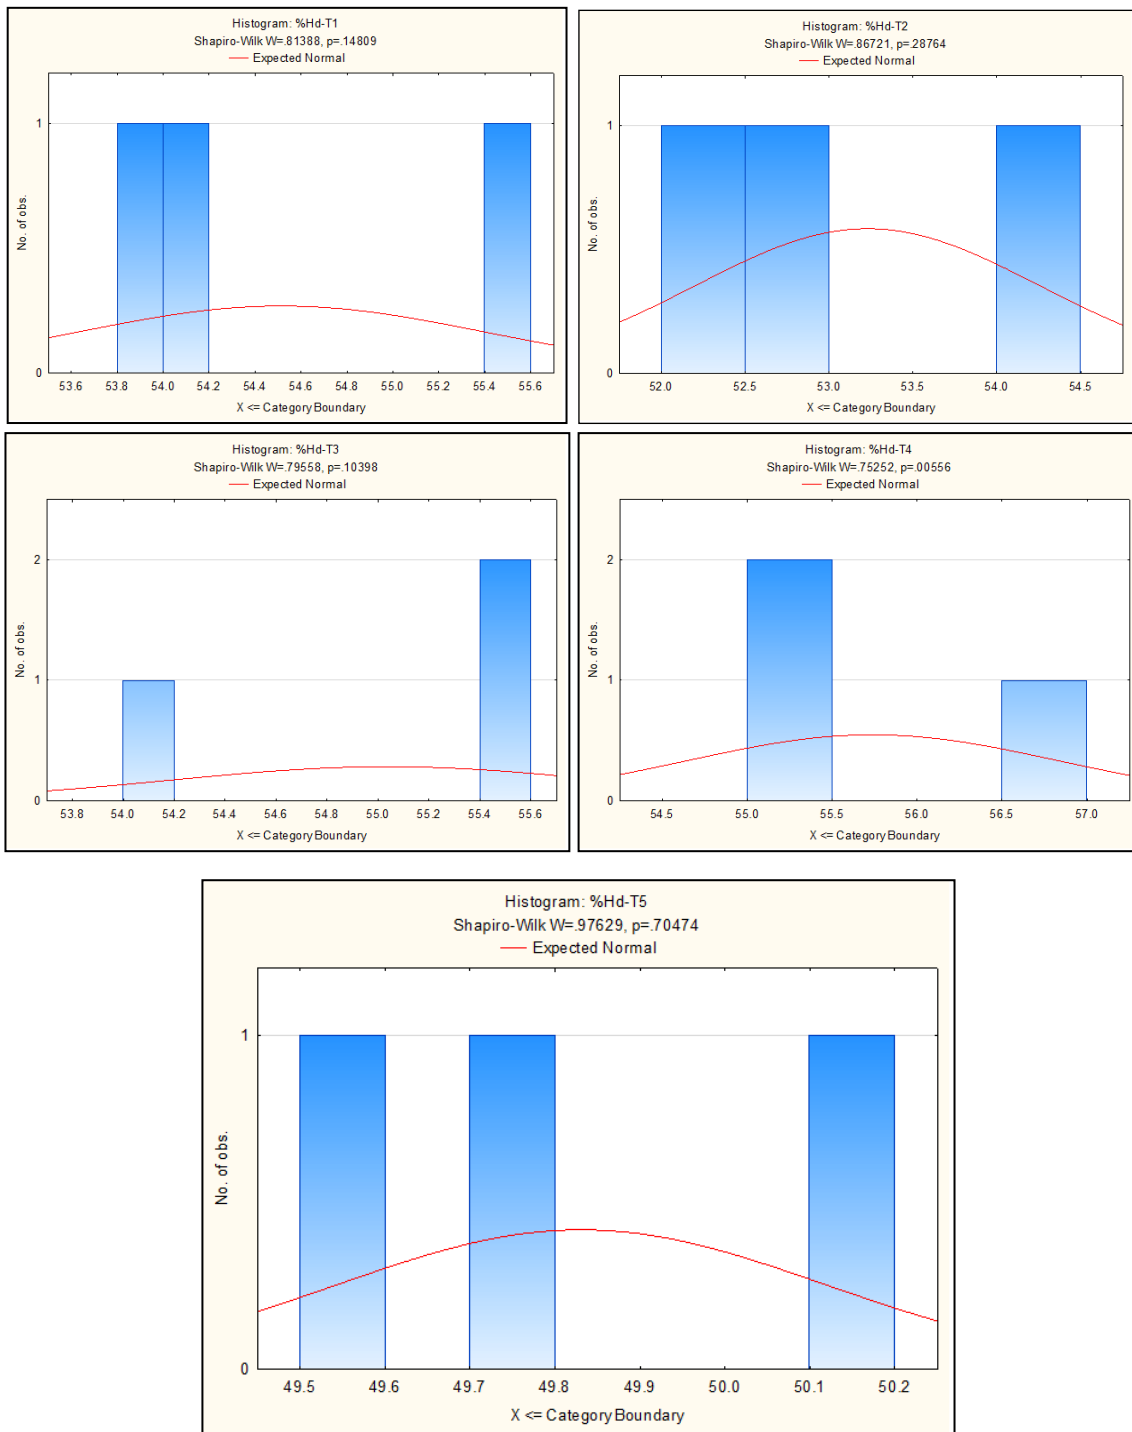 Histogram: %Hd-T1
Shapiro-Wilk W=.81388, p=.14809
Expected Normal
No. of obs.
1
0
53.6 53.8 54.0 54.2 54.4 54.6 54.8 55.0 55.2 55.4 55.6
X <= Category Boundary
Histogram: %Hd-T2
Shapiro-Wilk W=.86721, p=.28764
Expected Normal
No. of obs.
1
0
52.0 52.5 53.0 53.5 54.0 54.5
X <= Category Boundary
Histogram: %Hd-T3
Shapiro-Wilk W=.79558, p=.10398
Expected Normal
No. of obs.
2
1
0
53.8 54.0 54.2 54.4 54.6 54.8 55.0 55.2 55.4 55.6
X <= Category Boundary
Histogram: %Hd-T4
Shapiro-Wilk W=.75252, p=.00556
Expected Normal
No. of obs.
2
1
0
54.5 55.0 55.5 56.0 56.5 57.0
X <= Category Boundary
Histogram: %Hd-T5
Shapiro-Wilk W=.97629, p=.70474
Expected Normal
No. of obs.
1
0
49.5 49.6 49.7 49.8 49.9 50.0 50.1 50.2
X <= Category Boundary